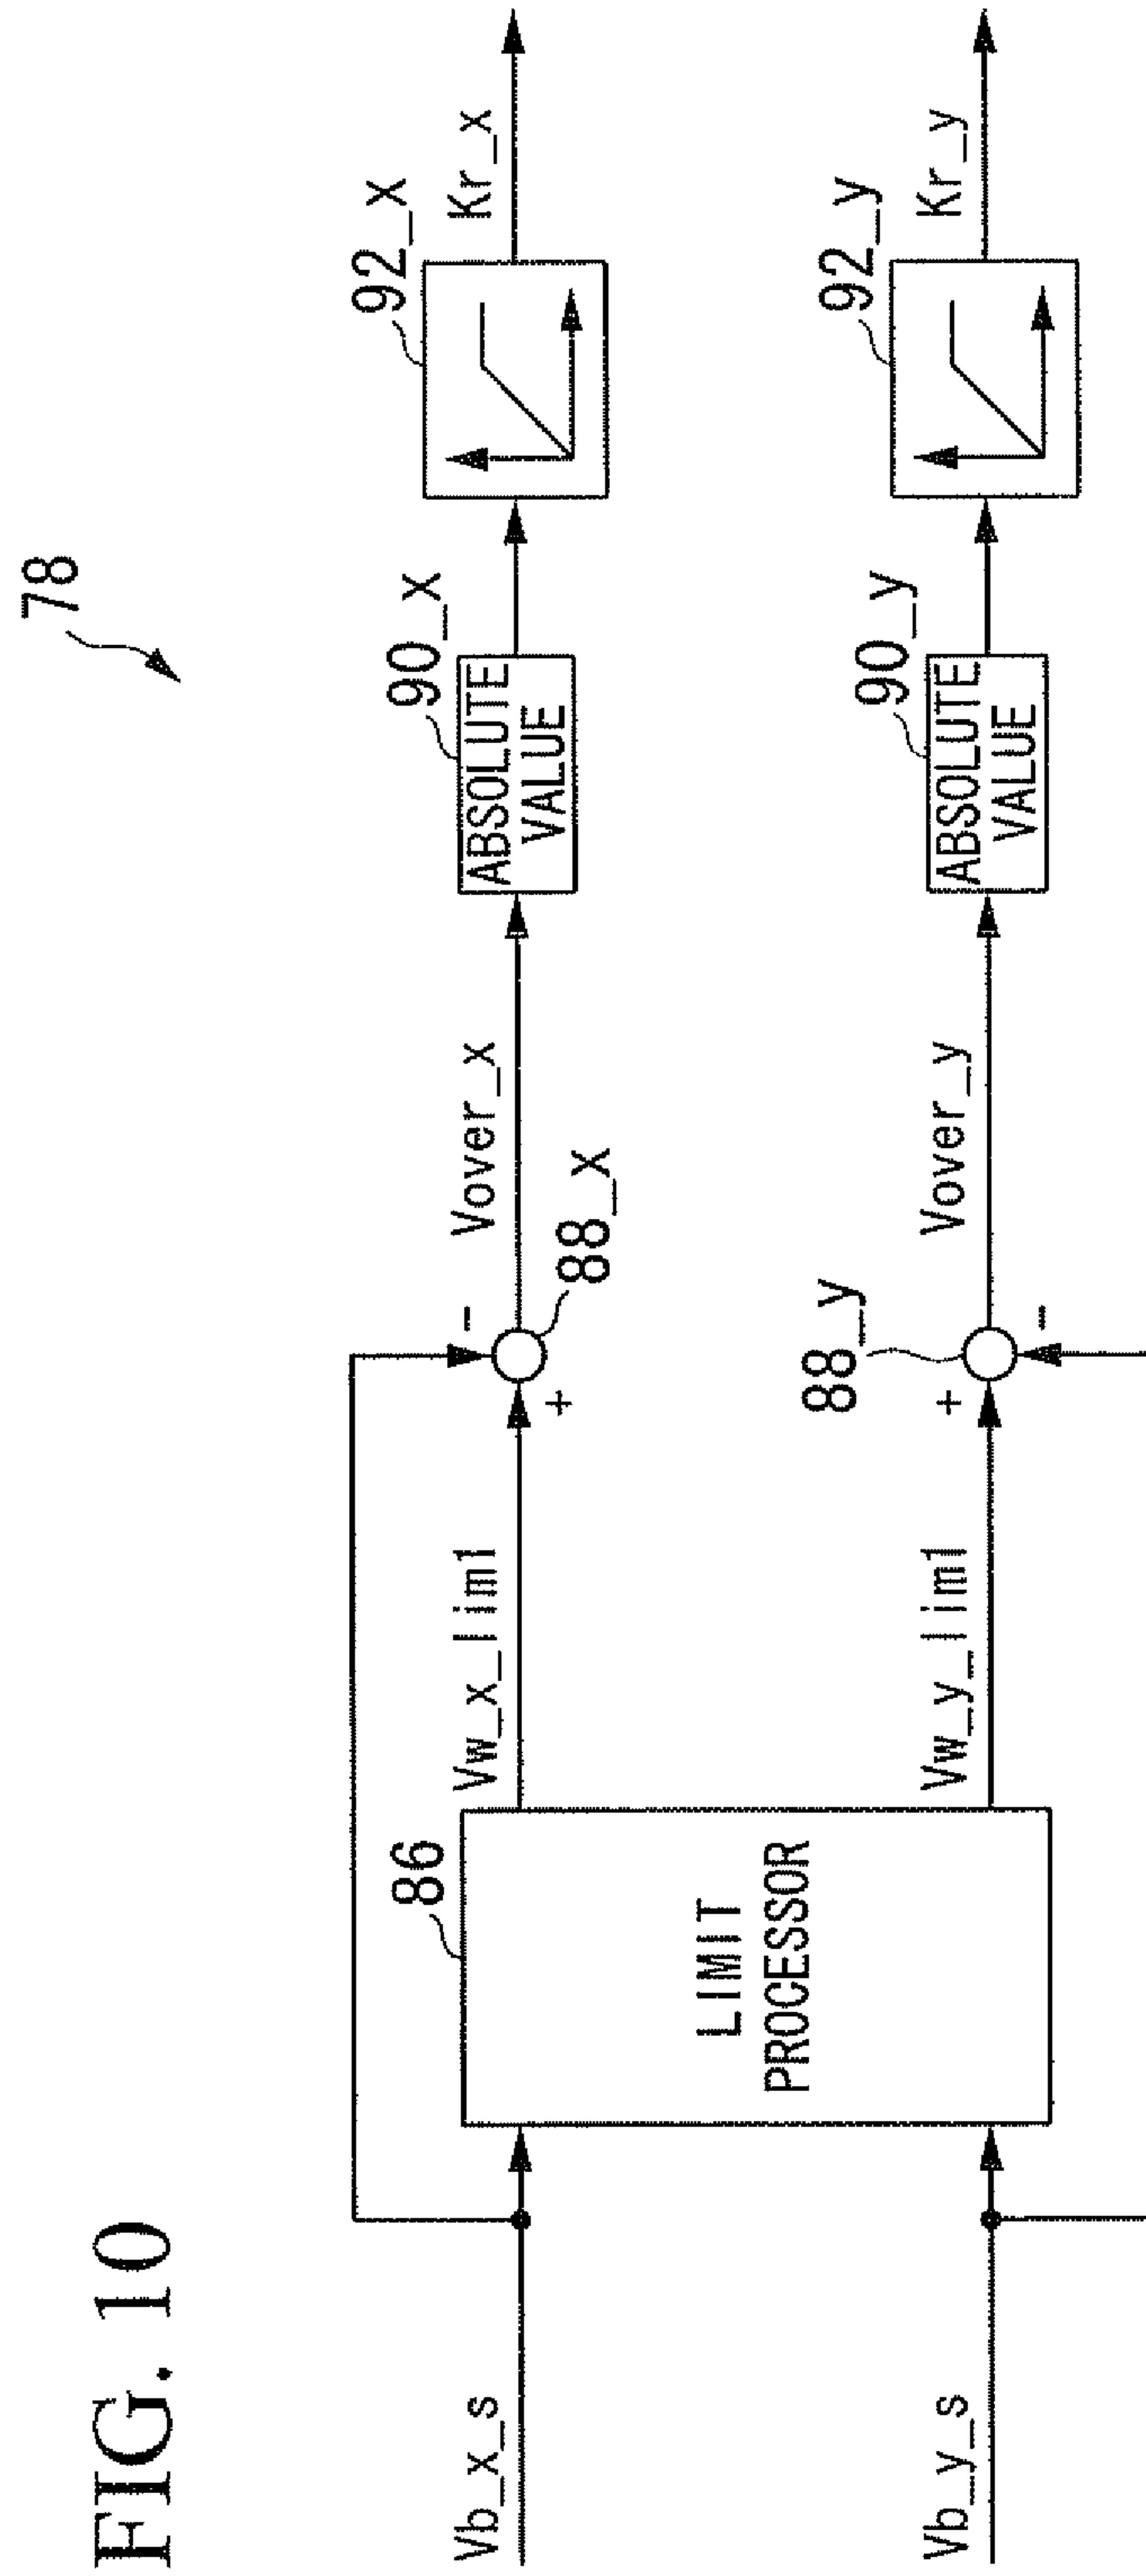 FIG. 10
78
Vb_x_s
86
LIMIT
PROCESSOR
Vw_x_lim1
+
-
88_x
Vover_x
90_x
ABSOLUTE
VALUE
92_x
Kr_x
Vb_y_s
Vw_y_lim1
+
-
88_y
Vover_y
90_y
ABSOLUTE
VALUE
92_y
Kr_y